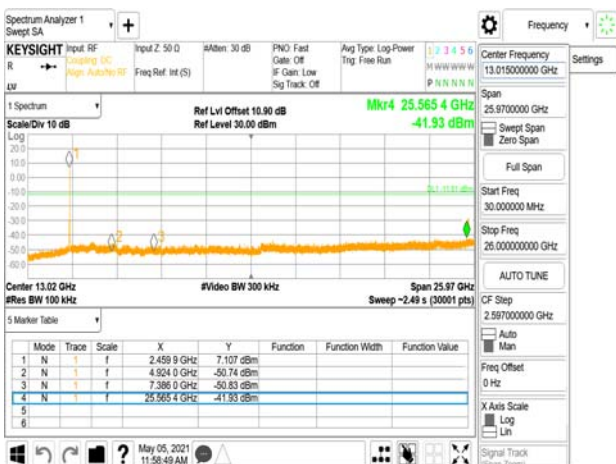 Spectrum Analyzer 1
Swept SA
Frequency
KEYSIGHT
Input: RF
Input Z: 50 Ω
#Atten: 30 dB
PNO: Fast
Avg Type: Log-Power
1 2 3 4 5 6
R
Coupling: DC
Gate: Off
Trig: Free Run
M W W W W W
Align: Auto/No RF
Freq Ref: Int (S)
IF Gain: Low
Sig Track: Off
P N N N N N
Center Frequency
13.015000000 GHz
Settings
1 Spectrum
Ref Lvl Offset 10.90 dB
Mkr4 25.565 4 GHz
Scale/Div 10 dB
Ref Level 30.00 dBm
-41.93 dBm
Log
20.0
10.0
0.00
-10.0
-20.0
-30.0
-40.0
-50.0
-60.0
1
2
3
Span
25.9700000 GHz
Swept Span
Zero Span
Full Span
Start Freq
30.000000 MHz
Stop Freq
26.000000000 GHz
AUTO TUNE
Center 13.02 GHz
#Video BW 300 kHz
Span 25.97 GHz
#Res BW 100 kHz
Sweep ~2.49 s (30001 pts)
CF Step
2.597000000 GHz
Auto
Man
Freq Offset
0 Hz
X Axis Scale
Log
Lin
Signal Track
5 Marker Table
Mode Trace Scale X Y Function Function Width Function Value
1 N 1 f 2.459 9 GHz 7.107 dBm
2 N 1 f 4.924 0 GHz -50.74 dBm
3 N 1 f 7.386 0 GHz -50.83 dBm
4 N 1 f 25.565 4 GHz -41.93 dBm
5
6
May 05, 2021
11:58:49 AM